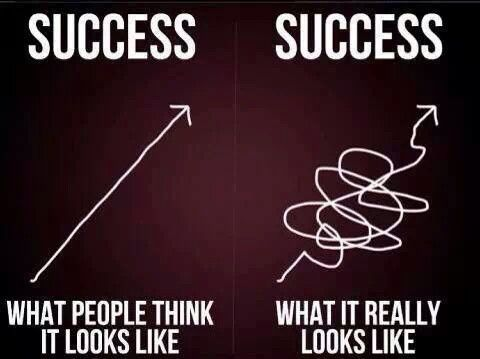 SUCCESS
WHAT PEOPLE THINK
IT LOOKS LIKE
SUCCESS
WHAT IT REALLY
LOOKS LIKE